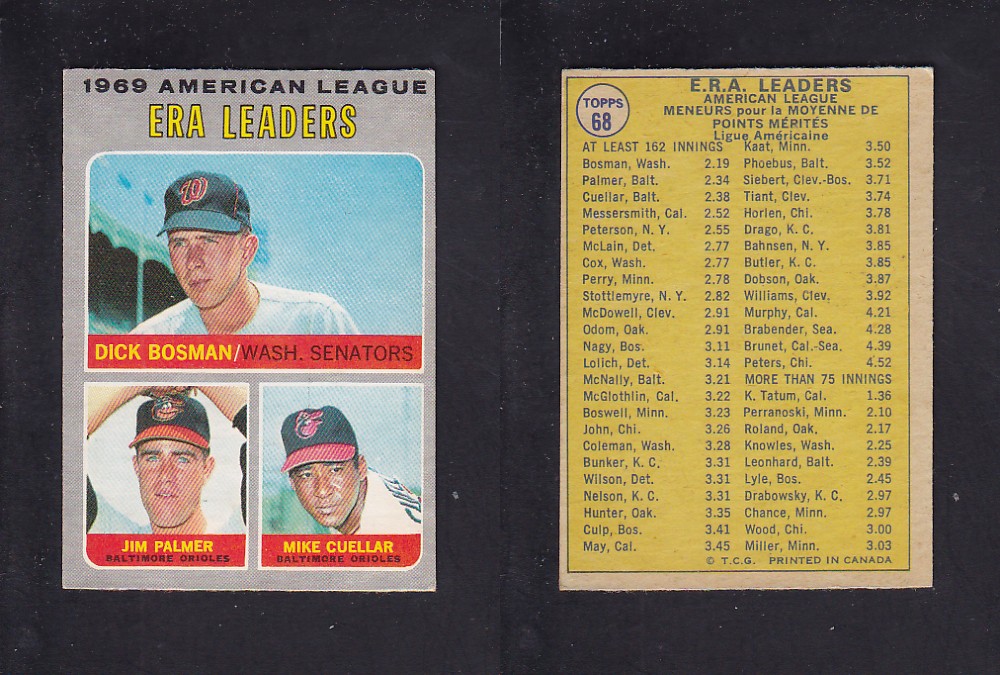 1969 AMERICAN LEAGUE
ERA LEADERS
W
DICK BOSMAN/WASH. SENATORS
JIM PALMER
BALTIMORE ORIOLES
MIKE CUELLAR
BALTIMORE ORIOLES
TOPPS
68
E.R.A. LEADERS
AMERICAN LEAGUE
MENEURS pour la MOYENNE DE
POINTS MÉRITÉS
Ligue Américaine
AT LEAST 162 INNINGS
Bosman, Wash. 2.19
Palmer, Balt. 2.34
Cuellar, Balt. 2.38
Messersmith, Cal. 2.52
Peterson, N. Y. 2.55
McLain, Det. 2.77
Cox, Wash. 2.77
Perry, Minn. 2.78
Stottlemyre, N. Y. 2.82
McDowell, Clev. 2.91
Odom, Oak. 2.91
Nagy, Bos. 3.11
Lolich, Det. 3.14
McNally, Balt. 3.21
McGlothlin, Cal. 3.22
Boswell, Minn. 3.23
John, Chi. 3.26
Coleman, Wash. 3.28
Bunker, K. C. 3.31
Wilson, Det. 3.31
Nelson, K. C. 3.31
Hunter, Oak. 3.35
Culp, Bos. 3.41
May, Cal. 3.45
Kaat, Minn. 3.50
Phoebus, Balt. 3.52
Siebert, Clev.-Bos. 3.71
Tiant, Clev. 3.74
Horlen, Chi. 3.78
Drago, K. C. 3.81
Bahnsen, N. Y. 3.85
Butler, K. C. 3.85
Dobson, Oak. 3.87
Williams, Clev. 3.92
Murphy, Cal. 4.21
Brabender, Sea. 4.28
Brunet, Cal.-Sea. 4.39
Peters, Chi. 4.52
MORE THAN 75 INNINGS
K. Tatum, Cal. 1.36
Perranoski, Minn. 2.10
Roland, Oak. 2.17
Knowles, Wash. 2.25
Leonhard, Balt. 2.39
Lyle, Bos. 2.45
Drabowsky, K. C. 2.97
Chance, Minn. 2.97
Wood, Chi. 3.00
Miller, Minn. 3.03
© T.C.G. PRINTED IN CANADA